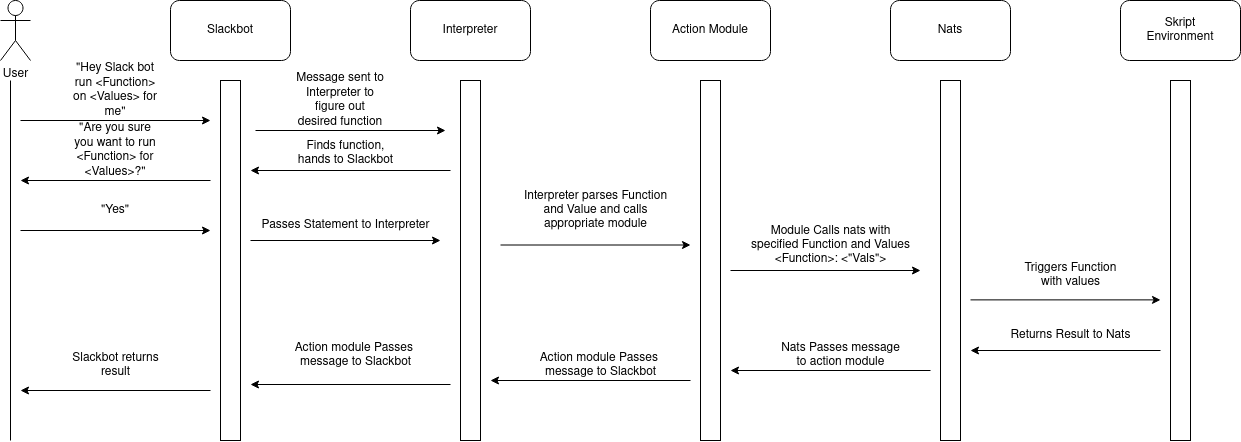 User
Slackbot
Interpreter
Action Module
Nats
Skript
Environment
"Hey Slack bot
run <Function>
on <Values> for
me"
Message sent to
Interpreter to
figure out
desired function
"Are you sure
you want to run
<Function> for
<Values>?"
Finds function,
hands to Slackbot
"Yes"
Passes Statement to Interpreter
Interpreter parses Function
and Value and calls
appropriate module
Module Calls nats with
specified Function and Values
<Function>: <"Vals">
Triggers Function
with values
Returns Result to Nats
Nats Passes message
to action module
Action module Passes
message to Slackbot
Action module Passes
message to Slackbot
Slackbot returns
result